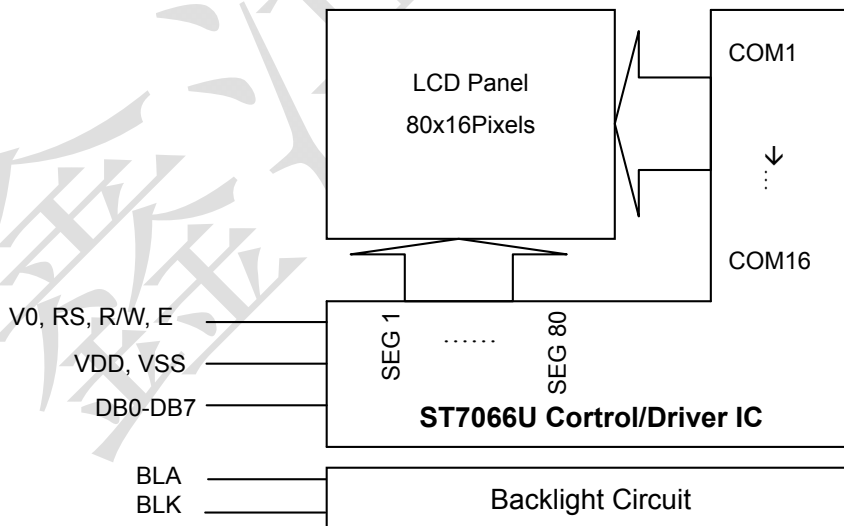 LCD Panel
80x16Pixels
COM1
COM16
V0, RS, R/W, E
VDD, VSS
DB0-DB7
SEG 1
......
SEG 80
ST7066U Cortrol/Driver IC
BLA
BLK
Backlight Circuit